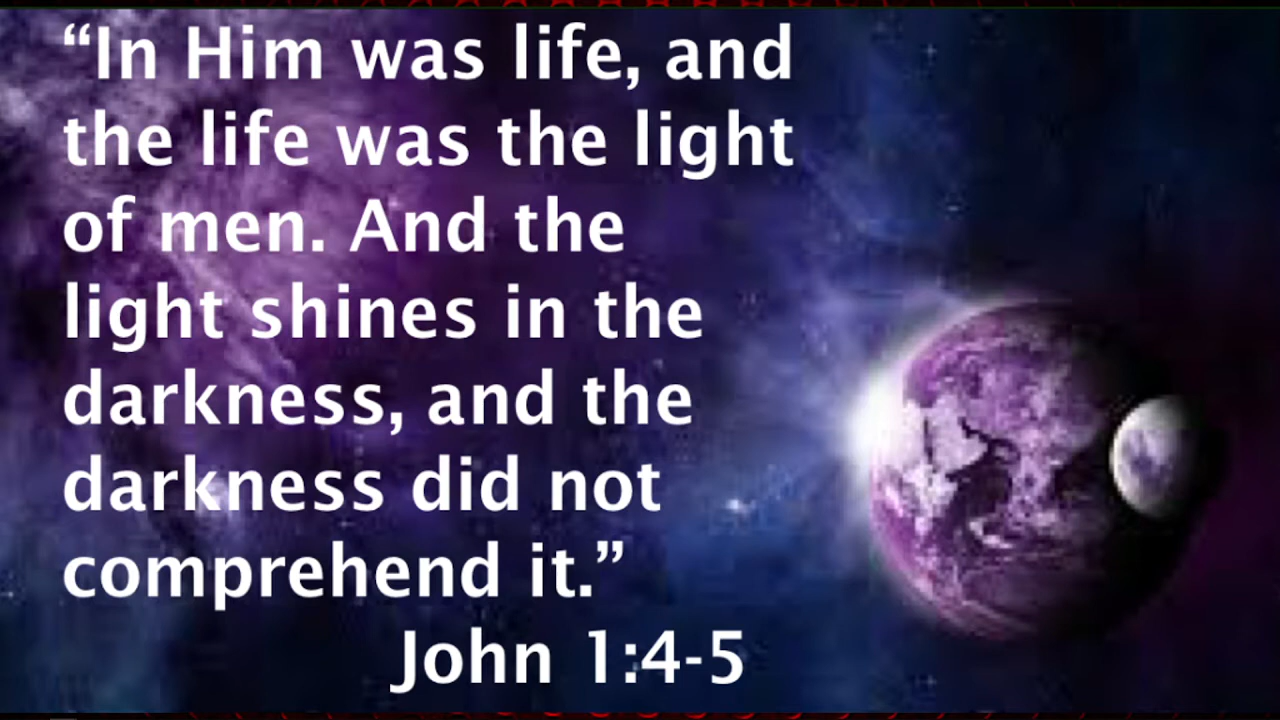 “In Him was life, and
the life was the light
of men. And the
light shines in the
darkness, and the
darkness did not
comprehend it.”
John 1:4-5